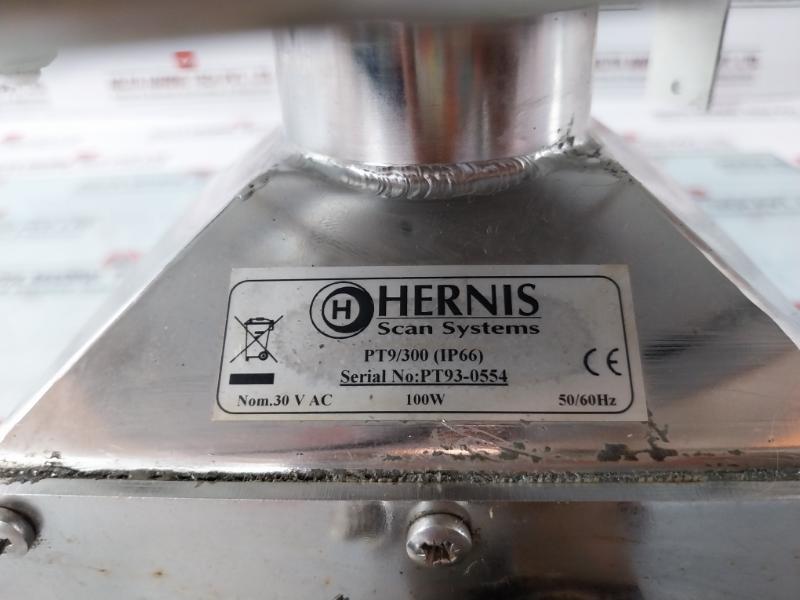 H HERNIS
Scan Systems
PT9/300 (IP66)
Serial No:PT93-0554
CE
Nom.30 V AC 100W 50/60Hz